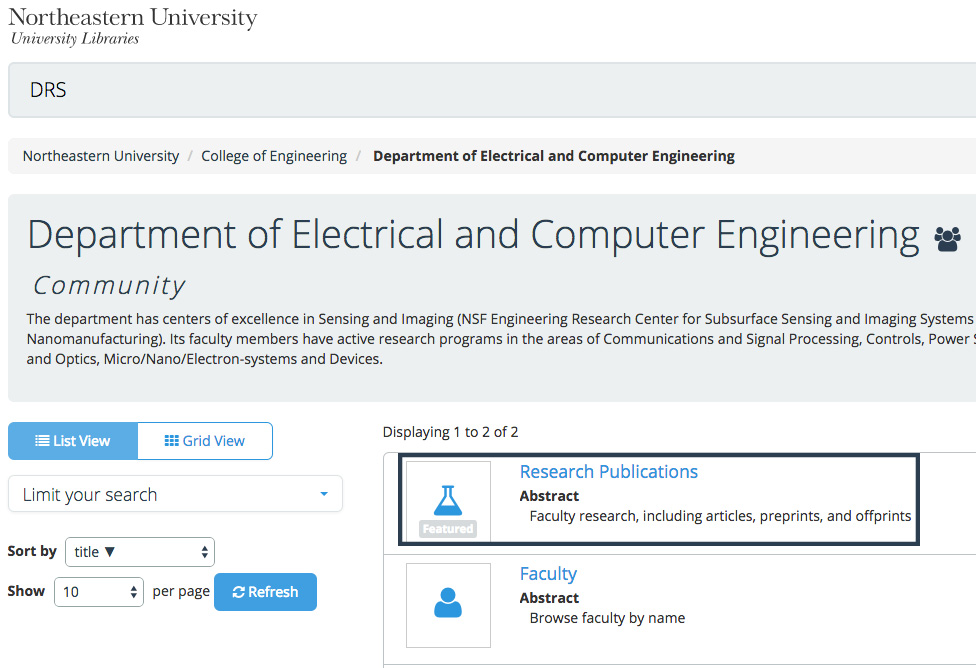 Northeastern University
University Libraries
DRS
Northeastern University / College of Engineering / Department of Electrical and Computer Engineering
Department of Electrical and Computer Engineering
Community
The department has centers of excellence in Sensing and Imaging (NSF Engineering Research Center for Subsurface Sensing and Imaging Systems
Nanomanufacturing). Its faculty members have active research programs in the areas of Communications and Signal Processing, Controls, Power S
and Optics, Micro/Nano/Electron-systems and Devices.
List View
Grid View
Limit your search
Sort by title ▼
Show 10 per page Refresh
Displaying 1 to 2 of 2
Research Publications
Abstract
Faculty research, including articles, preprints, and offprints
Featured
Faculty
Abstract
Browse faculty by name